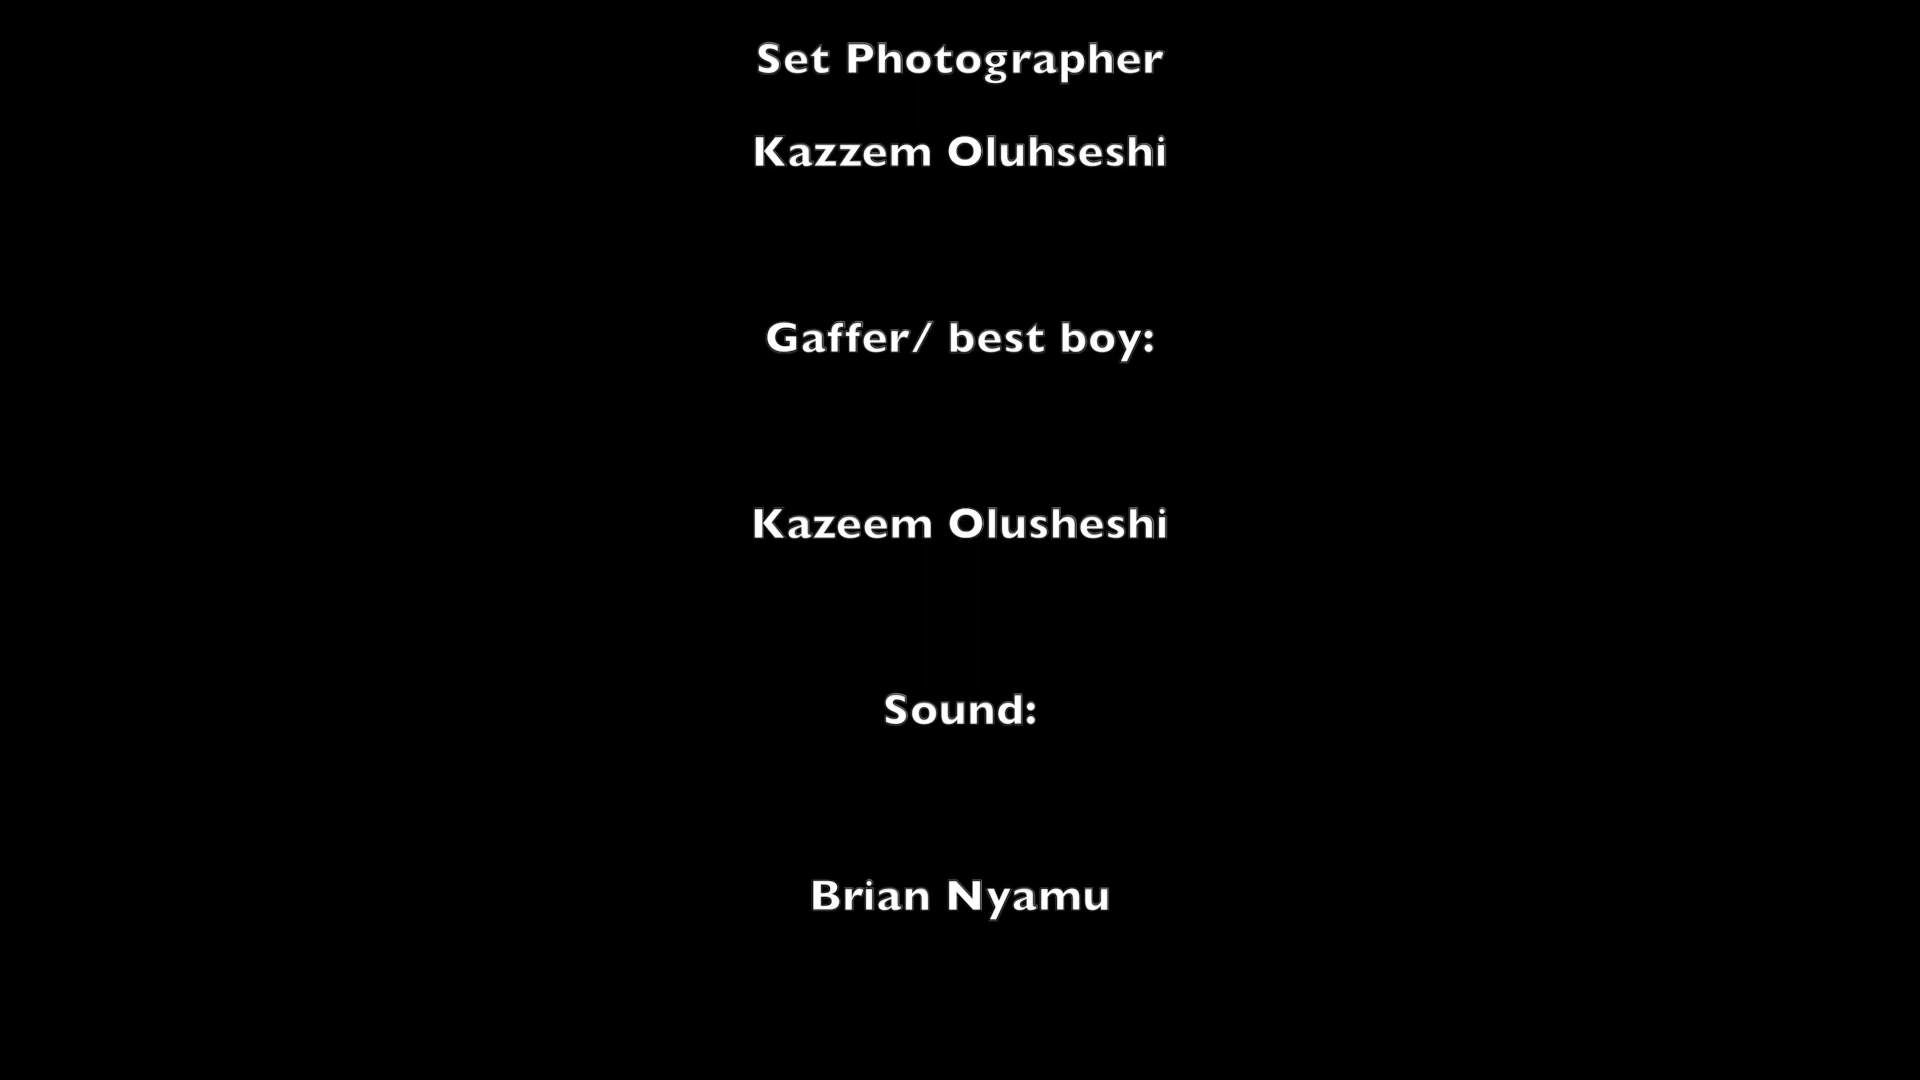 Set Photographer
Kazzem Oluhseshi
Gaffer/ best boy:
Kazeem Olusheshi
Sound:
Brian Nyamu